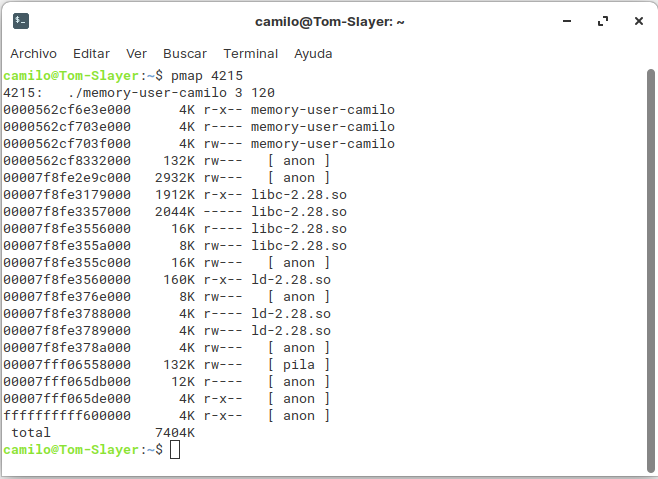 camilo@Tom-Slayer: ~
Archivo Editar Ver Buscar Terminal Ayuda
camilo@Tom-Slayer:~$ pmap 4215
4215:   ./memory-user-camilo 3 120
0000562cf6e3e000      4K r-x-- memory-user-camilo
0000562cf703e000      4K r---- memory-user-camilo
0000562cf703f000      4K rw--- memory-user-camilo
0000562cf8332000    132K rw---   [ anon ]
00007f8fe2e9c000   2932K rw---   [ anon ]
00007f8fe3179000   1912K r-x-- libc-2.28.so
00007f8fe3357000   2044K ----- libc-2.28.so
00007f8fe3556000     16K r---- libc-2.28.so
00007f8fe355a000      8K rw--- libc-2.28.so
00007f8fe355c000     16K rw---   [ anon ]
00007f8fe3560000    160K r-x-- ld-2.28.so
00007f8fe376e000      8K rw---   [ anon ]
00007f8fe3788000      4K r---- ld-2.28.so
00007f8fe3789000      4K rw--- ld-2.28.so
00007f8fe378a000      4K rw---   [ anon ]
00007fff06558000    132K rw---   [ pila ]
00007fff065db000     12K r----   [ anon ]
00007fff065de000      4K r-x--   [ anon ]
ffffffffff600000      4K r-x--   [ anon ]
 total             7404K
camilo@Tom-Slayer:~$